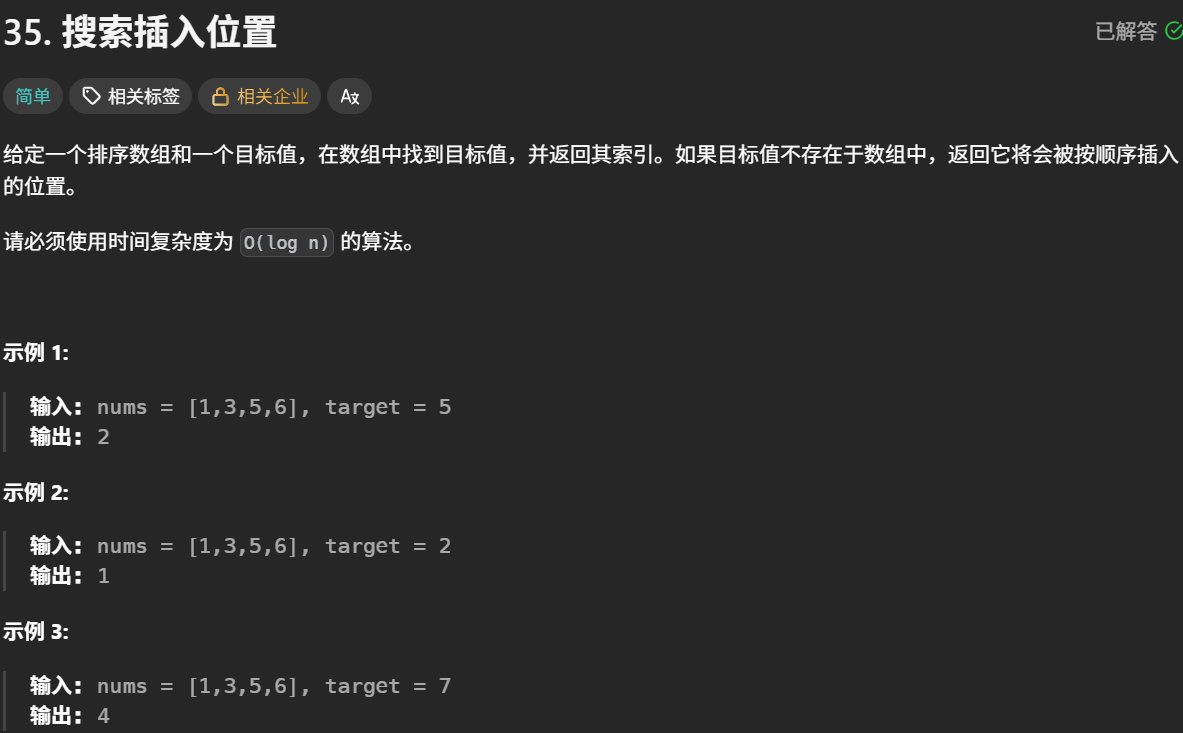 35. 搜索插入位置
已解答
简单
相关标签
相关企业
给定一个排序数组和一个目标值，在数组中找到目标值，并返回其索引。如果目标值不存在于数组中，返回它将会被按顺序插入
的位置。
请必须使用时间复杂度为 O(log n) 的算法。
示例 1:
输入: nums = [1,3,5,6], target = 5
输出: 2
示例 2:
输入: nums = [1,3,5,6], target = 2
输出: 1
示例 3:
输入: nums = [1,3,5,6], target = 7
输出: 4